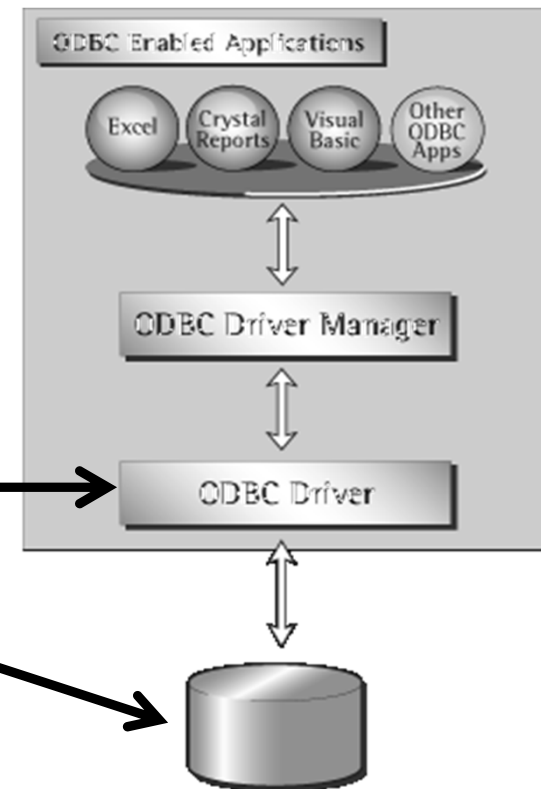 ODBC Enabled Applications
Excel
Crystal
Reports
Visual
Basic
Other
ODBC
Apps
ODBC Driver Manager
ODBC Driver